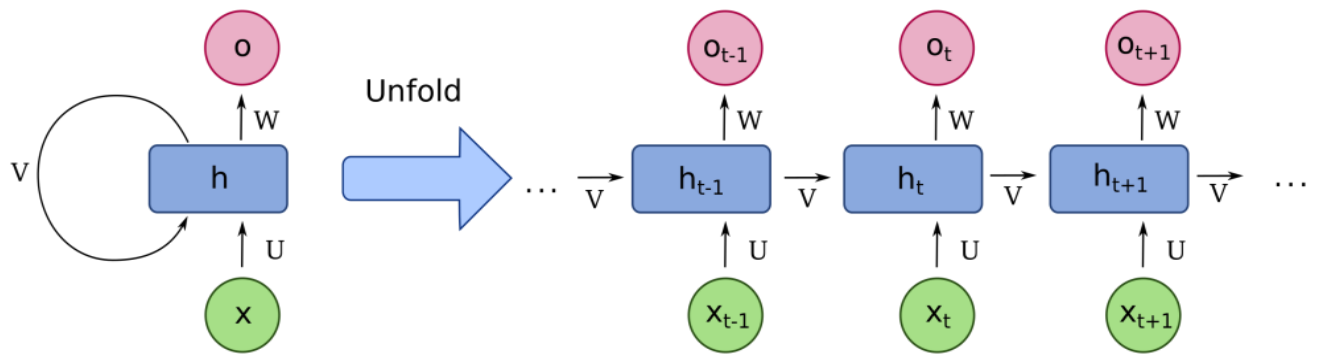 o o_{t-1} o_t o_{t+1}
Unfold
W W W W
V h ... V h_{t-1} V h_t V h_{t+1} V ...
U U U U
x x_{t-1} x_t x_{t+1}